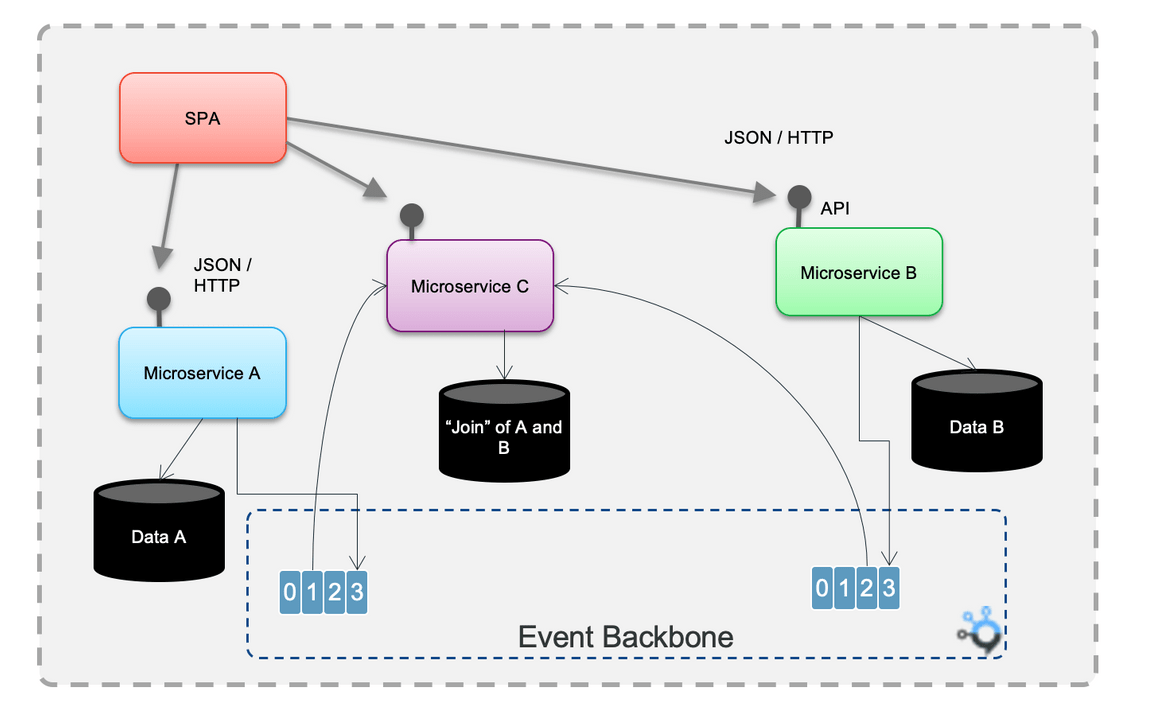 SPA
JSON / HTTP
API
JSON /
HTTP
Microservice C
Microservice B
Microservice A
“Join” of A and
B
Data B
Data A
0 1 2 3
0 1 2 3
Event Backbone